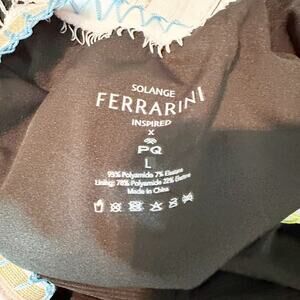 SOLANGE
FERRARINI
INSPIRED
x
PQ
L
93% Polyamide 7% Elastane
Lining: 78% Polyamide 22% Elastane
Made in China